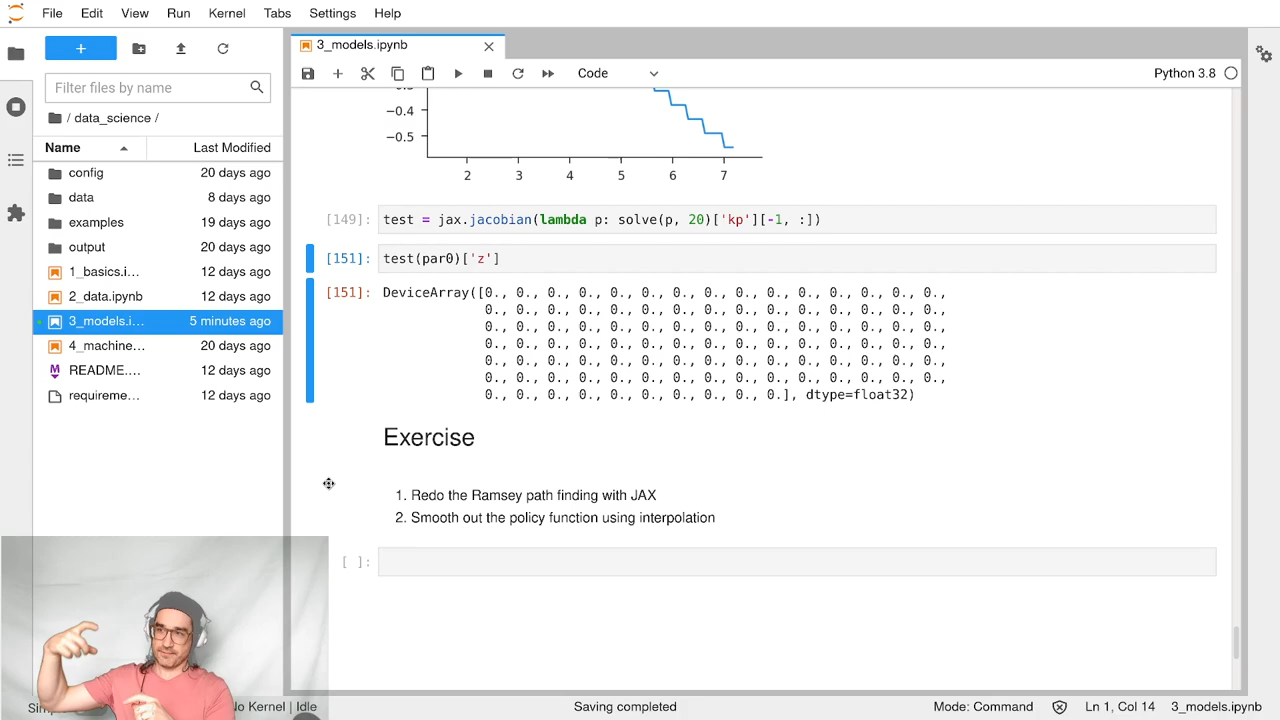 File Edit View Run Kernel Tabs Settings Help
3_models.ipynb
Code
Python 3.8
Filter files by name
/ data_science /
Name Last Modified
config 20 days ago
data 8 days ago
examples 19 days ago
output 20 days ago
1_basics.i... 12 days ago
2_data.ipynb 12 days ago
3_models.i... 5 minutes ago
4_machine... 20 days ago
README.... 12 days ago
requireme... 12 days ago
−0.4
−0.5
2 3 4 5 6 7
[149]: test = jax.jacobian(lambda p: solve(p, 20)['kp'][-1, :])
[151]: test(par0)['z']
[151]: DeviceArray([0., 0., 0., 0., 0., 0., 0., 0., 0., 0., 0., 0., 0., 0., 0.,
0., 0., 0., 0., 0., 0., 0., 0., 0., 0., 0., 0., 0., 0., 0.,
0., 0., 0., 0., 0., 0., 0., 0., 0., 0., 0., 0., 0., 0., 0.,
0., 0., 0., 0., 0., 0., 0., 0., 0., 0., 0., 0., 0., 0., 0.,
0., 0., 0., 0., 0., 0., 0., 0., 0., 0., 0., 0., 0., 0., 0.,
0., 0., 0., 0., 0., 0., 0., 0., 0., 0., 0., 0., 0., 0., 0.,
0., 0., 0., 0., 0., 0., 0., 0., 0., 0.], dtype=float32)
Exercise
1. Redo the Ramsey path finding with JAX
2. Smooth out the policy function using interpolation
[ ]:
Kernel | Idle
Saving completed
Mode: Command
Ln 1, Col 14
3_models.ipynb